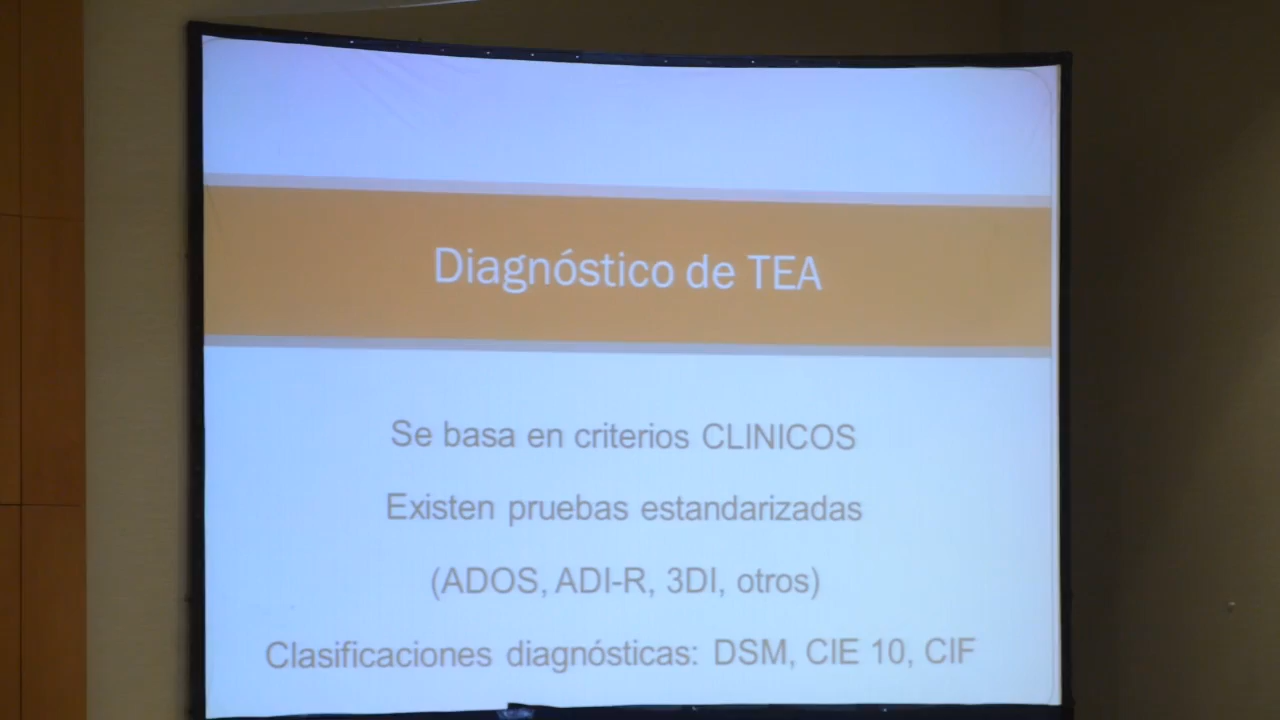 Diagnóstico de TEA
Se basa en criterios CLINICOS
Existen pruebas estandarizadas
(ADOS, ADI-R, 3DI, otros)
Clasificaciones diagnósticas: DSM, CIE 10, CIF